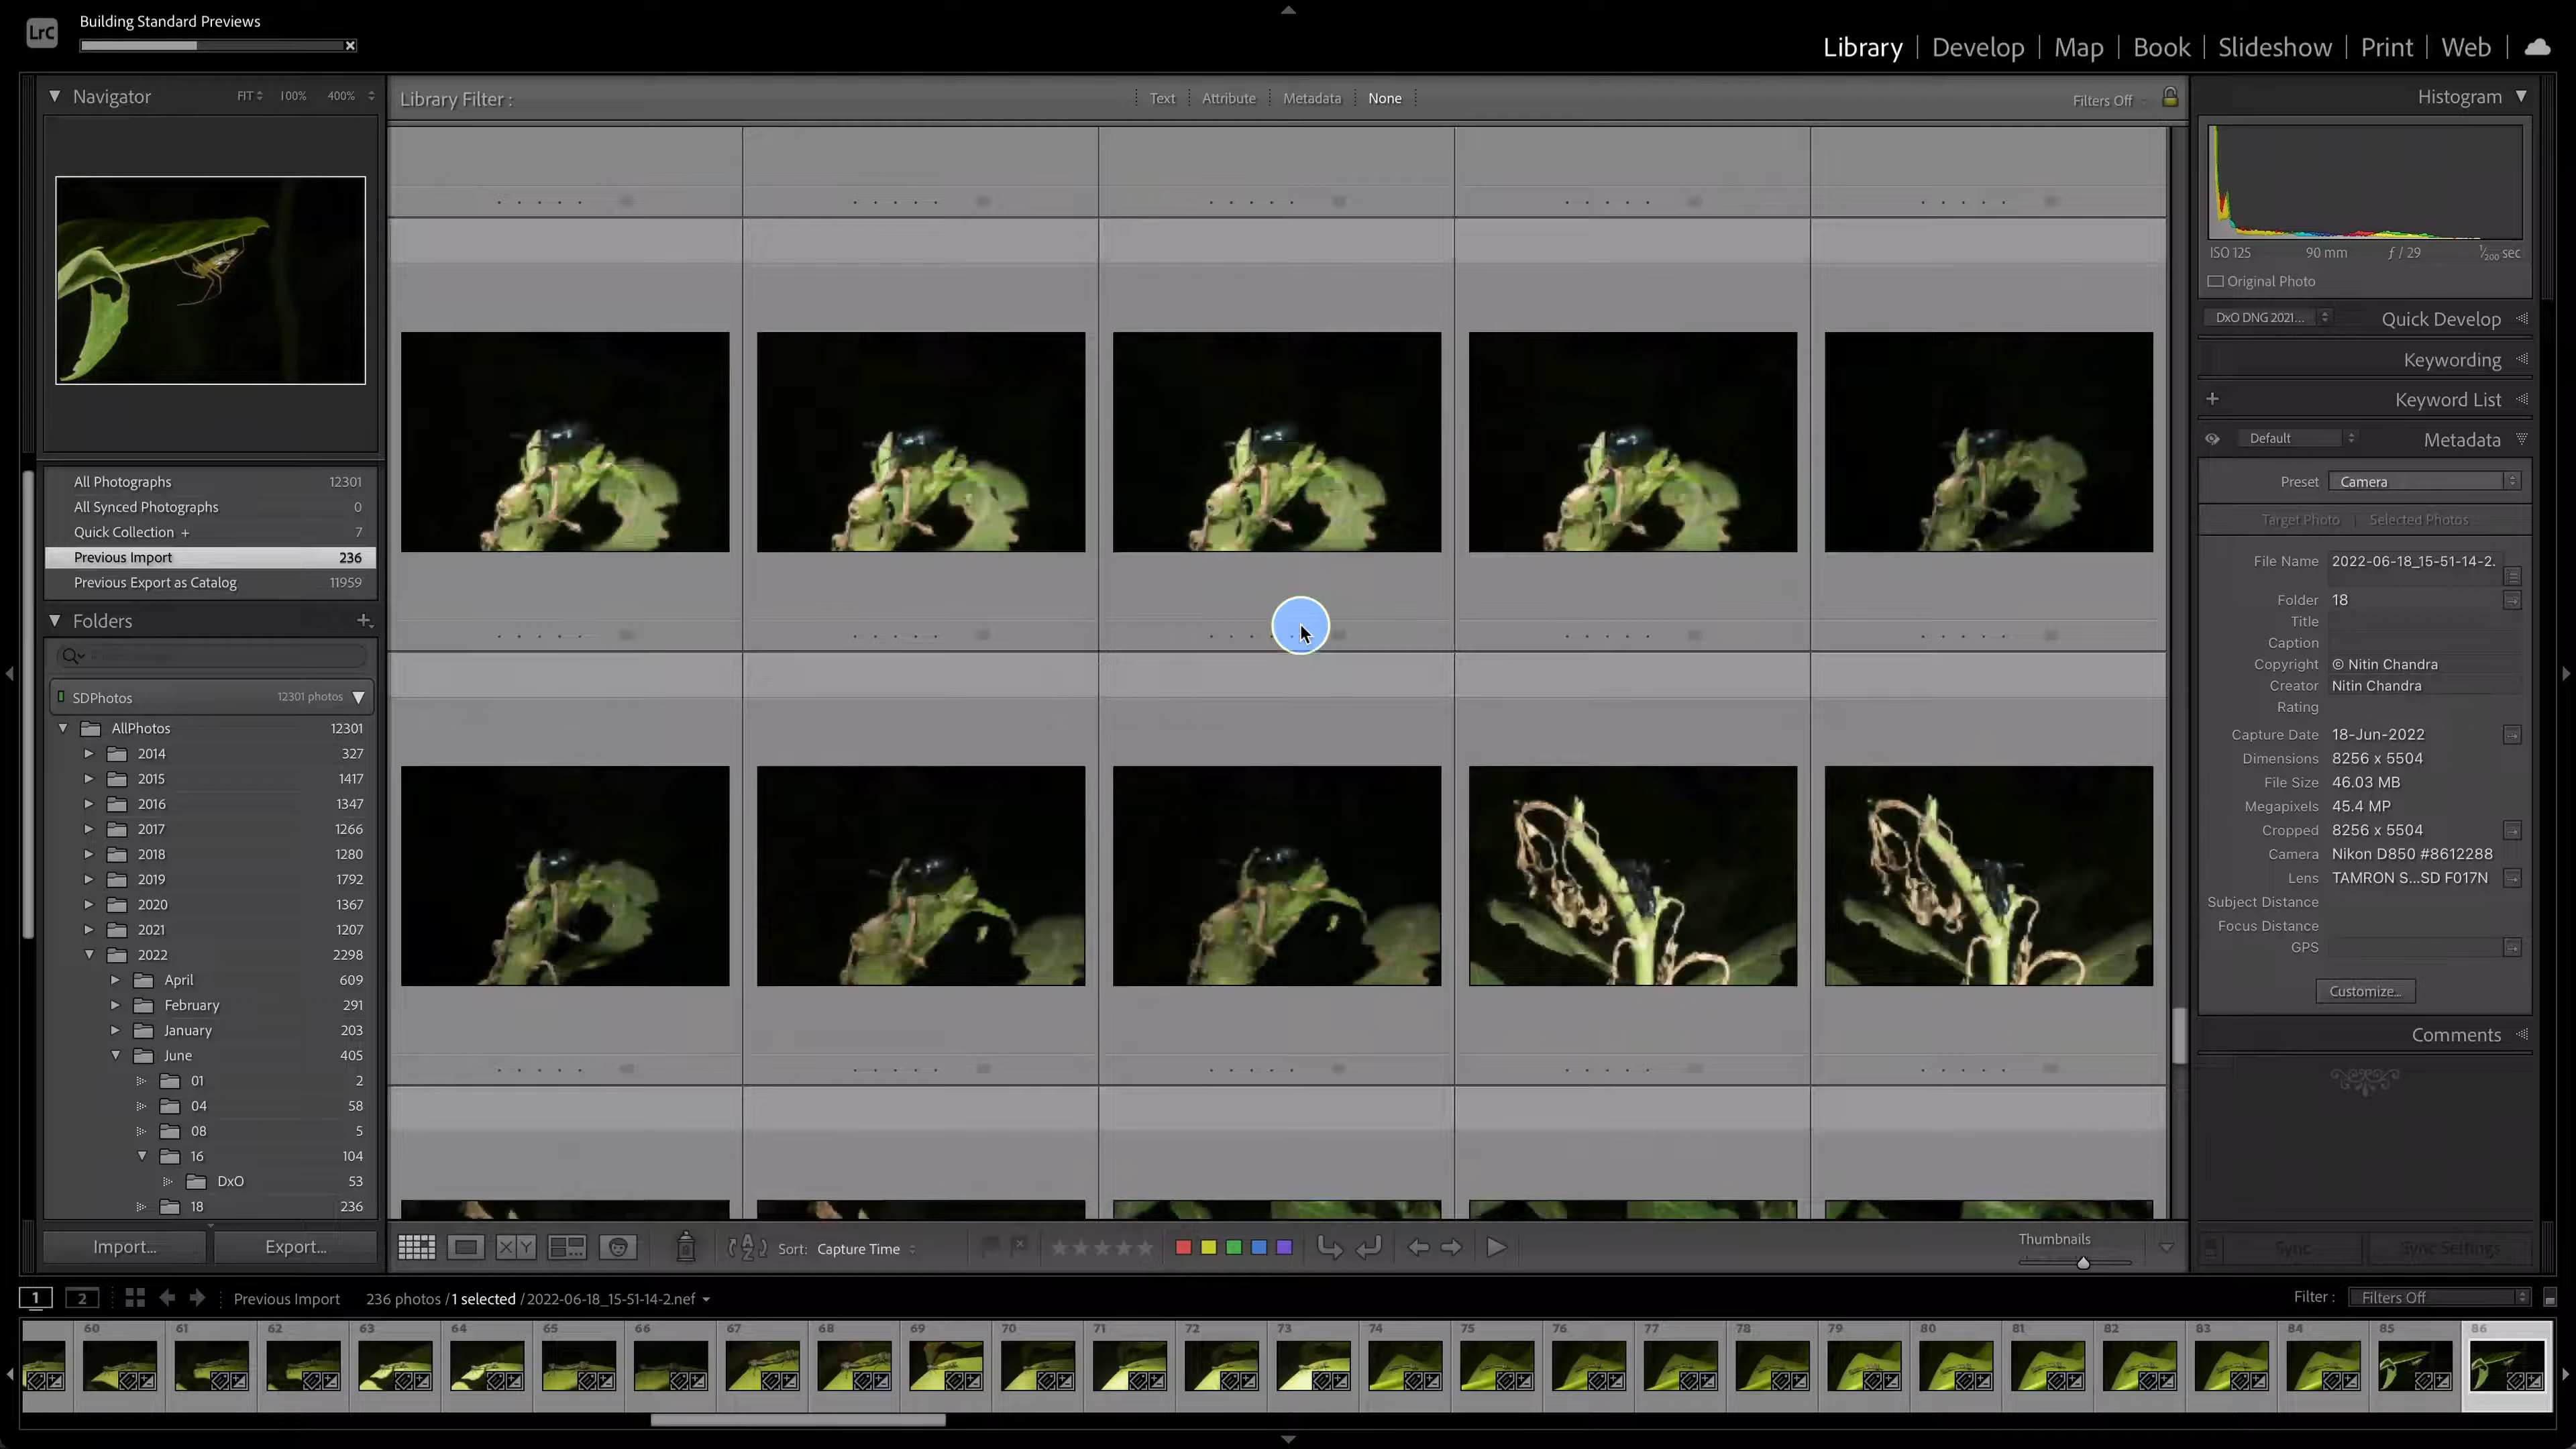 LrC
Building Standard Previews
Library | Develop | Map | Book | Slideshow | Print | Web
Navigator FIT 100% 400%
Library Filter : Text Attribute Metadata None Filters Off
Histogram
ISO 125 90 mm ƒ / 29 1/200 sec
Original Photo
DxO DNG 2021... Quick Develop
Keywording
+ Keyword List
Default Metadata
Preset Camera
Target Photo | Selected Photos
File Name 2022-06-18_15-51-14-2.
Folder 18
Title
Caption
Copyright © Nitin Chandra
Creator Nitin Chandra
Rating
Capture Date 18-Jun-2022
Dimensions 8256 x 5504
File Size 46.03 MB
Megapixels 45.4 MP
Cropped 8256 x 5504
Camera Nikon D850 #8612288
Lens TAMRON S...SD F017N
Subject Distance
Focus Distance
GPS
Customize...
Comments
All Photographs 12301
All Synced Photographs 0
Quick Collection + 7
Previous Import 236
Previous Export as Catalog 11959
Folders +
SDPhotos 12301 photos
AllPhotos 12301
2014 327
2015 1417
2016 1347
2017 1266
2018 1280
2019 1792
2020 1367
2021 1207
2022 2298
April 609
February 291
January 203
June 405
01 2
04 58
08 5
16 104
DxO 53
18 236
Import... Export...
X Y A Z Sort: Capture Time Thumbnails
Sync Sync Settings
1 2 Previous Import 236 photos / 1 selected / 2022-06-18_15-51-14-2.nef Filter : Filters Off
60 61 62 63 64 65 66 67 68 69 70 71 72 73 74 75 76 77 78 79 80 81 82 83 84 85 86